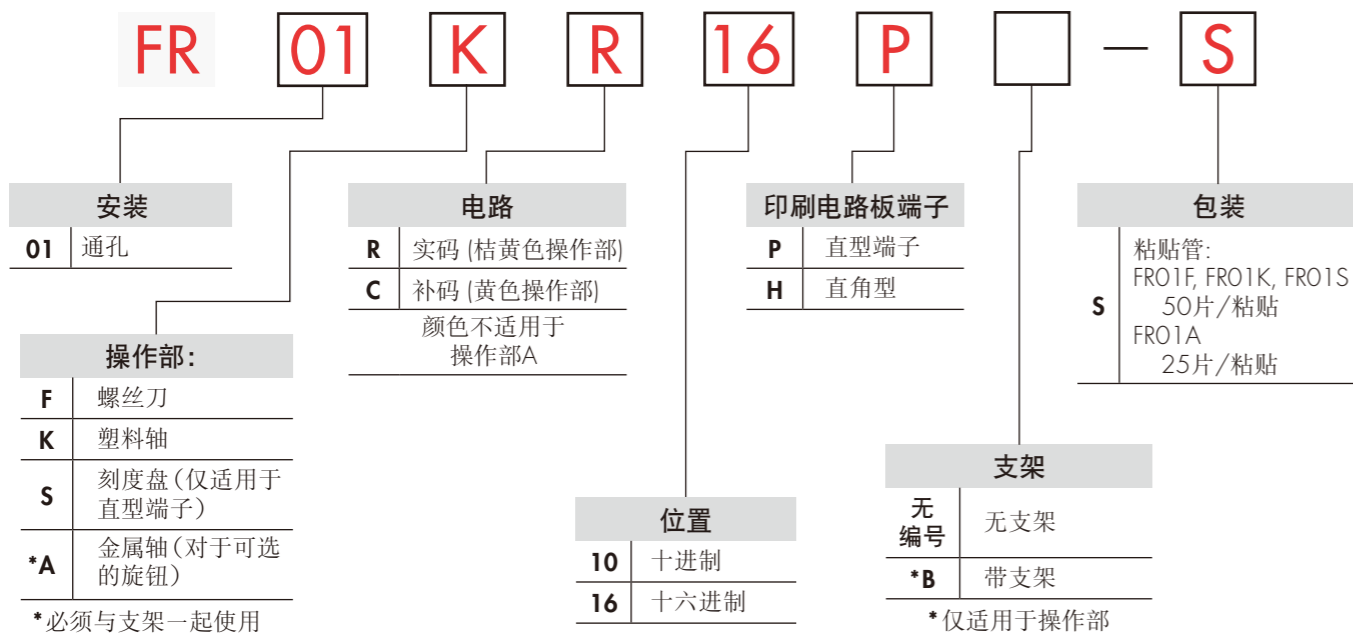 FR 01 K R 16 P — S
安装
01 通孔
操作部:
F 螺丝刀
K 塑料轴
S 刻度盘(仅适用于
直型端子)
*A 金属轴(对于可选
的旋钮)
*必须与支架一起使用
电路
R 实码 (桔黄色操作部)
C 补码 (黄色操作部)
颜色不适用于
操作部A
位置
10 十进制
16 十六进制
印刷电路板端子
P 直型端子
H 直角型
支架
无
编号 无支架
*B 带支架
*仅适用于操作部
包装
S 粘贴管:
FR01F, FR01K, FR01S
50片/粘贴
FR01A
25片/粘贴